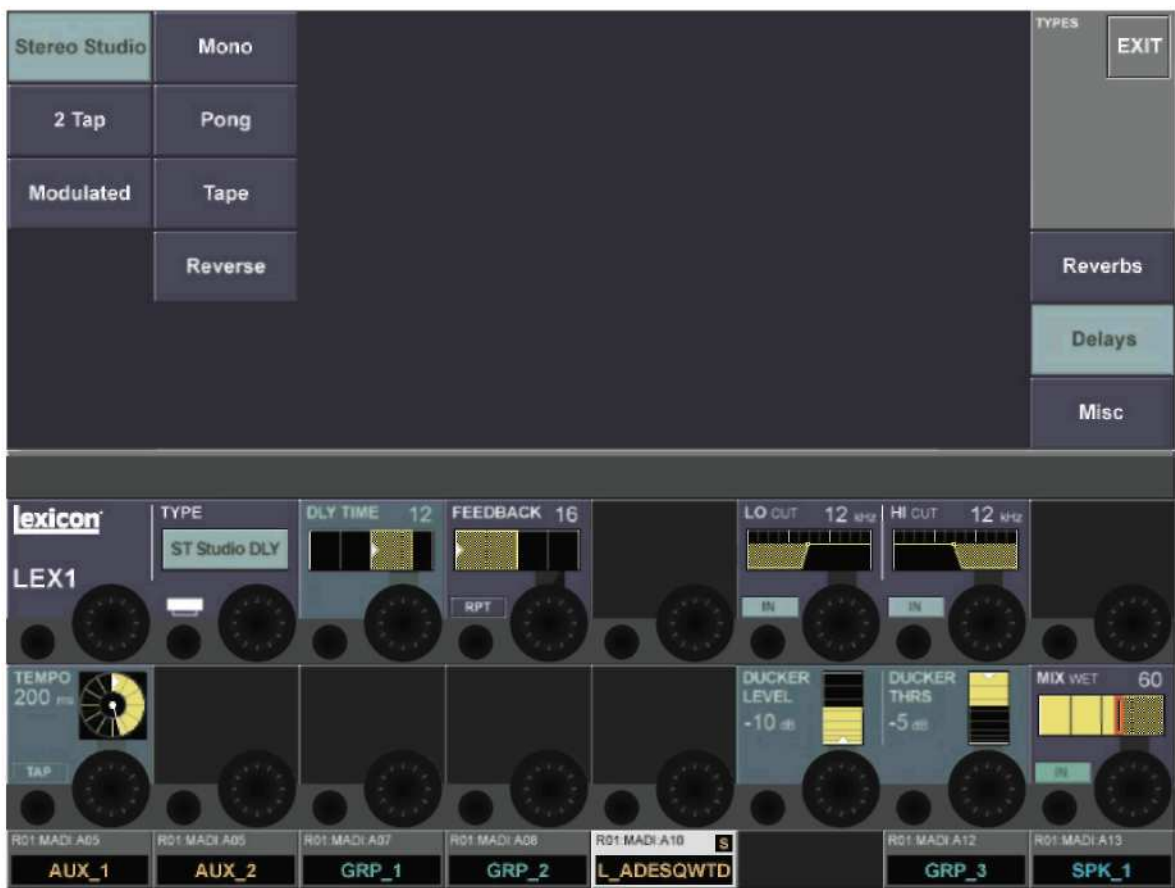 TYPES
EXIT
Stereo Studio Mono
2 Tap Pong
Modulated Tape
Reverse
Reverbs
Delays
Misc
lexicon
LEX1
TYPE
ST Studio DLY
DLY TIME 12
FEEDBACK 16
RPT
LO CUT 12 kHz
IN
HI CUT 12 kHz
IN
TEMPO
200 ms
TAP
DUCKER
LEVEL
-10 dB
DUCKER
THRS
-5 dB
MIX WET 60
IN
R01:MADI:A05 R01:MADI:A05 R01:MADI:A07 R01:MADI:A08 R01:MADI:A10 S R01:MADI:A12 R01:MADI:A13
AUX_1 AUX_2 GRP_1 GRP_2 L_ADESQWTD GRP_3 SPK_1